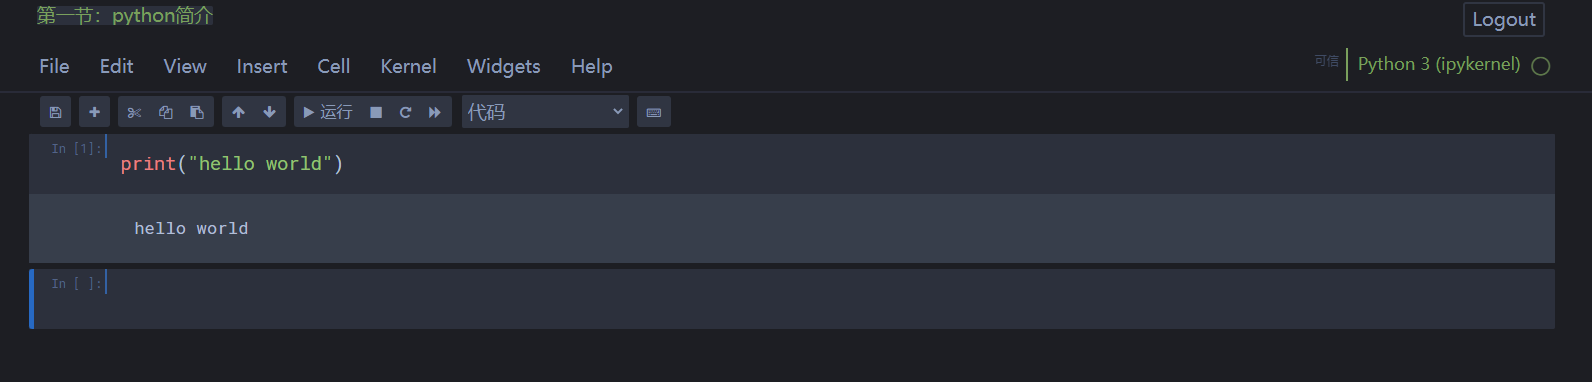 第一节：python简介
Logout
File Edit View Insert Cell Kernel Widgets Help
可信 Python 3 (ipykernel)
运行 代码
In [1]: print("hello world")
hello world
In [ ]: